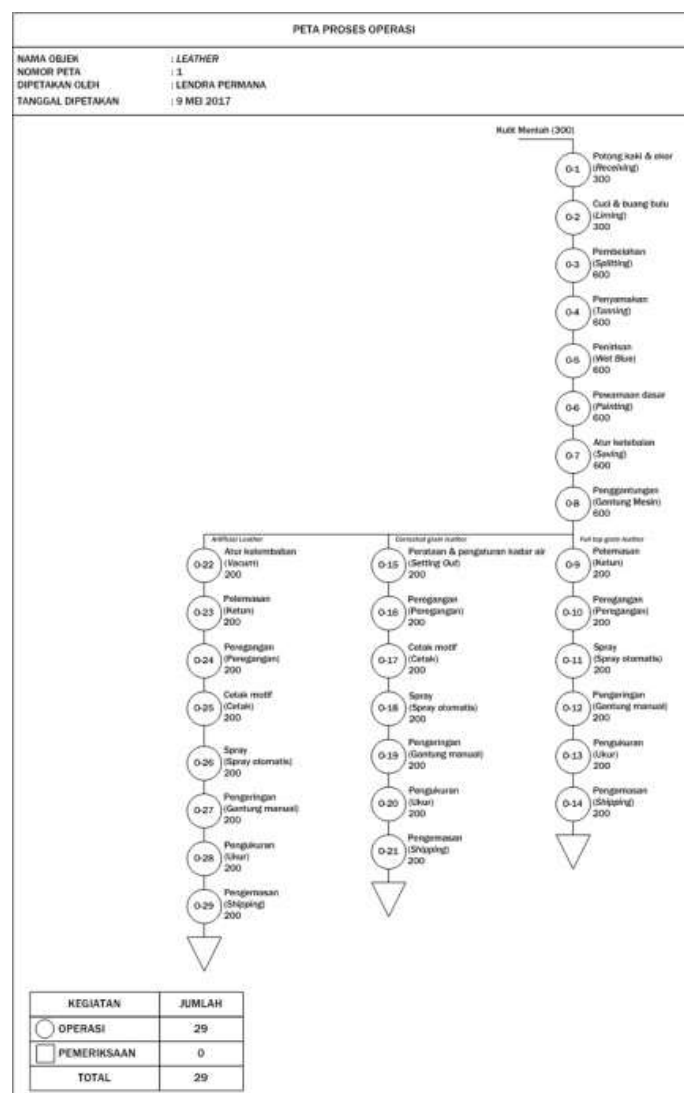 PETA PROSES OPERASI
NAMA OBJEK : LEATHER
NOMOR PETA : 1
DIPETAKAN OLEH : LENDRA PERMANA
TANGGAL DIPETAKAN : 9 MEI 2017
Kulit Mentah (300)
O-1 Potong kaki & ekor
(Receiving)
300
O-2 Cuci & buang bulu
(Liming)
300
O-3 Pembelahan
(Splitting)
600
O-4 Penyamakan
(Tanning)
600
O-5 Penirisan
(Wet Blue)
600
O-6 Pewarnaan dasar
(Painting)
600
O-7 Atur ketebalan
(Saving)
600
O-8 Penggantungan
(Gantung Mesin)
600
Artificial Leather
O-22 Atur kelembaban
(Vacum)
200
O-23 Pelemasan
(Ketun)
200
O-24 Peregangan
(Peregangan)
200
O-25 Cetak motif
(Cetak)
200
O-26 Spray
(Spray otomatis)
200
O-27 Pengeringan
(Gantung manual)
200
O-28 Pengukuran
(Ukur)
200
O-29 Pengemasan
(Shipping)
200
Corrected grain leather
O-15 Perataan & pengaturan kadar air
(Setting Out)
200
O-16 Peregangan
(Peregangan)
200
O-17 Cetak motif
(Cetak)
200
O-18 Spray
(Spray otomatis)
200
O-19 Pengeringan
(Gantung manual)
200
O-20 Pengukuran
(Ukur)
200
O-21 Pengemasan
(Shipping)
200
Full top grain leather
O-9 Pelemasan
(Ketun)
200
O-10 Peregangan
(Peregangan)
200
O-11 Spray
(Spray otomatis)
200
O-12 Pengeringan
(Gantung manual)
200
O-13 Pengukuran
(Ukur)
200
O-14 Pengemasan
(Shipping)
200
KEGIATAN JUMLAH
OPERASI 29
PEMERIKSAAN 0
TOTAL 29